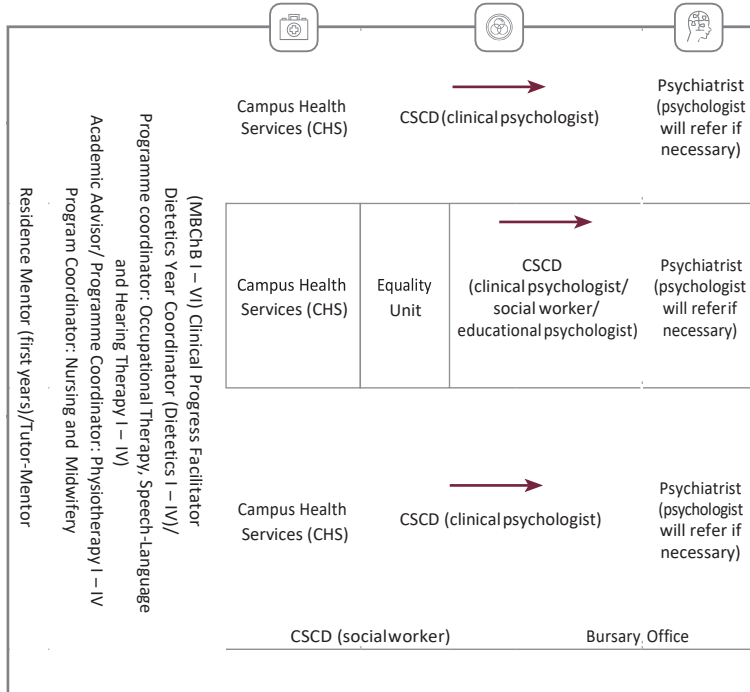 Residence Mentor (first years)/Tutor-Mentor
(MBChB I – VI) Clinical Progress Facilitator
Dietetics Year Coordinator (Dietetics I – IV)/
Programme coordinator: Occupational Therapy, Speech-Language
and Hearing Therapy I – IV)
Academic Advisor/ Programme Coordinator: Physiotherapy I – IV
Program Coordinator: Nursing and Midwifery
Campus Health
Services (CHS)
CSCD (clinical psychologist)
Psychiatrist
(psychologist
will refer if
necessary)
Campus Health
Services (CHS)
Equality
Unit
CSCD
(clinical psychologist/
social worker/
educational psychologist)
Psychiatrist
(psychologist
will refer if
necessary)
Campus Health
Services (CHS)
CSCD (clinical psychologist)
Psychiatrist
(psychologist
will refer if
necessary)
CSCD (social worker)
Bursary Office